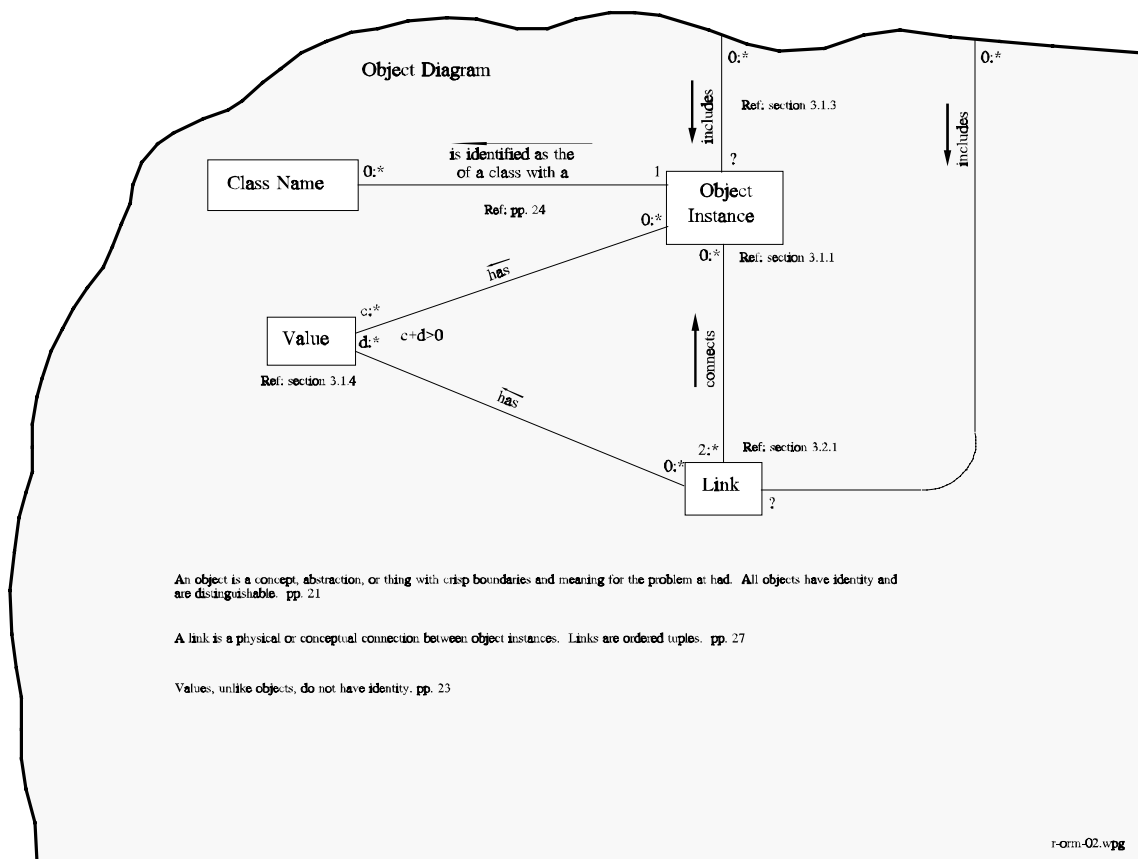 0:*
0:*
Object Diagram
includes
Ref: section 3.1.3
includes
is identified as the
of a class with a
Class Name
0:*
1
?
Object
Instance
Ref: pp. 24
0:*
0:*
Ref: section 3.1.1
has
c:*
Value
d:*
c+d>0
connects
Ref: section 3.1.4
has
2:*
Ref: section 3.2.1
0:*
Link
?
An object is a concept, abstraction, or thing with crisp boundaries and meaning for the problem at had. All objects have identity and
are distinguishable. pp. 21
A link is a physical or conceptual connection between object instances. Links are ordered tuples. pp. 27
Values, unlike objects, do not have identity. pp. 23
r-orm-02.wpg